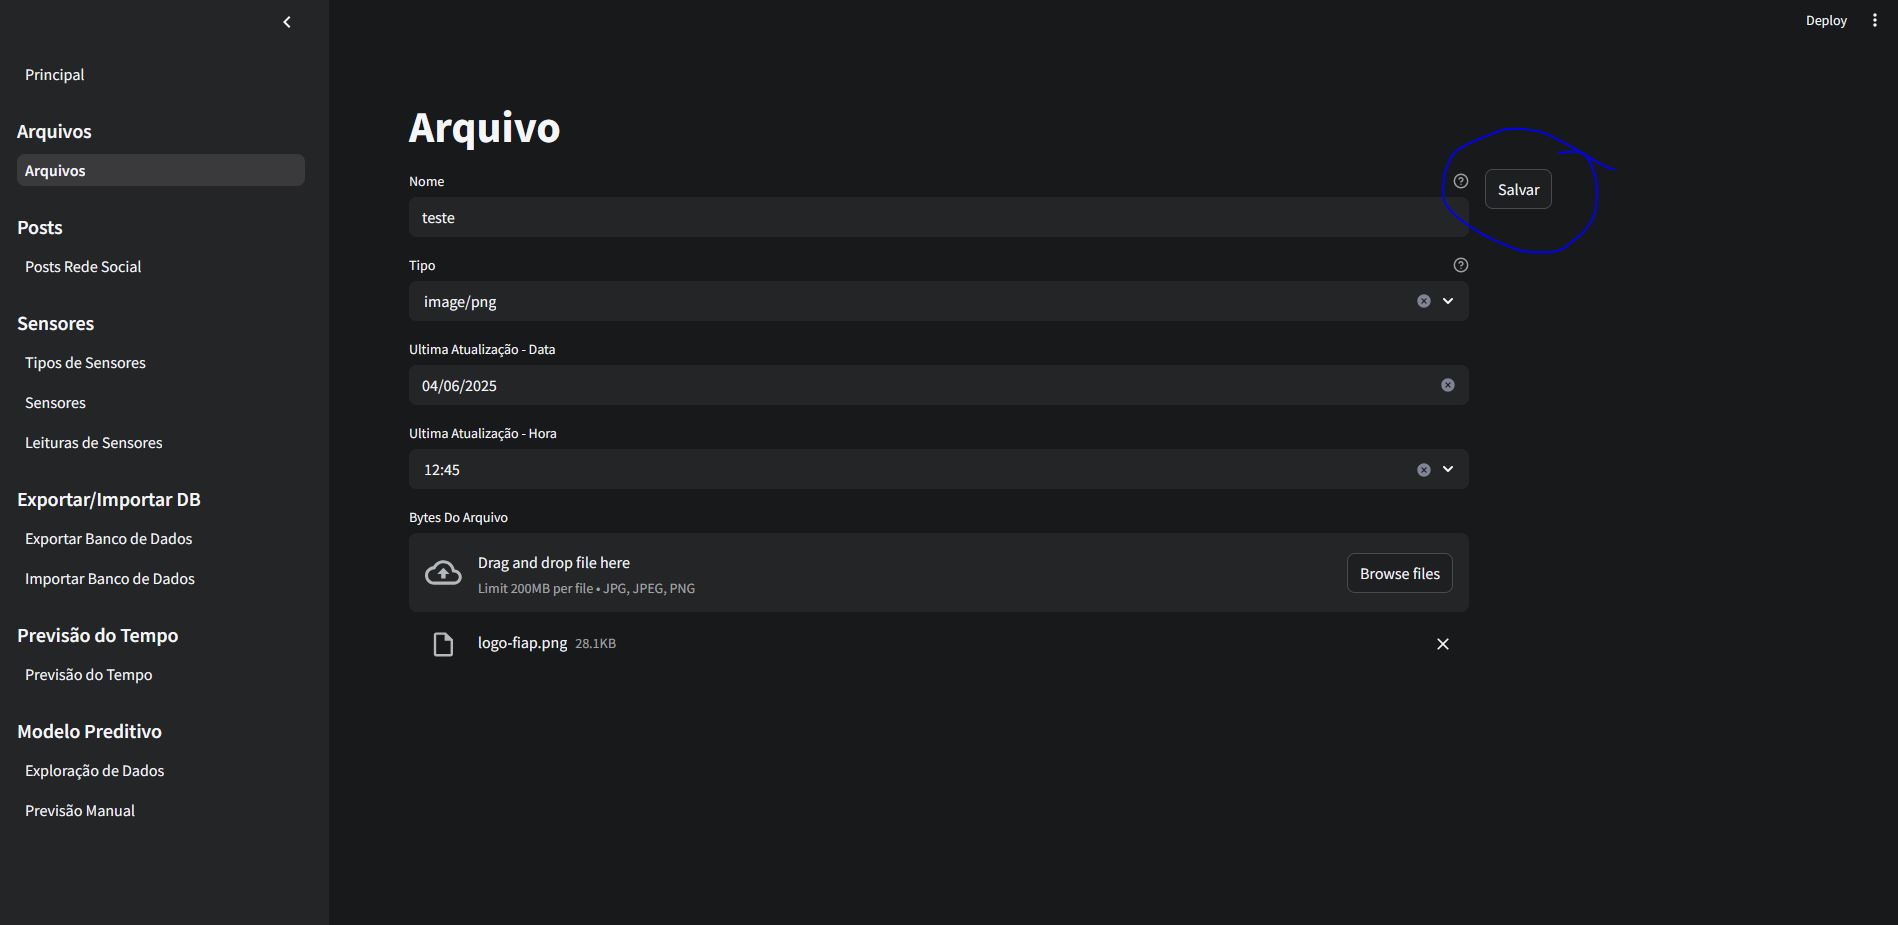 Principal
Arquivos
Arquivos
Posts
Posts Rede Social
Sensores
Tipos de Sensores
Sensores
Leituras de Sensores
Exportar/Importar DB
Exportar Banco de Dados
Importar Banco de Dados
Previsão do Tempo
Previsão do Tempo
Modelo Preditivo
Exploração de Dados
Previsão Manual
Deploy
Arquivo
Nome
teste
Salvar
Tipo
image/png
Ultima Atualização - Data
04/06/2025
Ultima Atualização - Hora
12:45
Bytes Do Arquivo
Drag and drop file here
Limit 200MB per file • JPG, JPEG, PNG
Browse files
logo-fiap.png 28.1KB